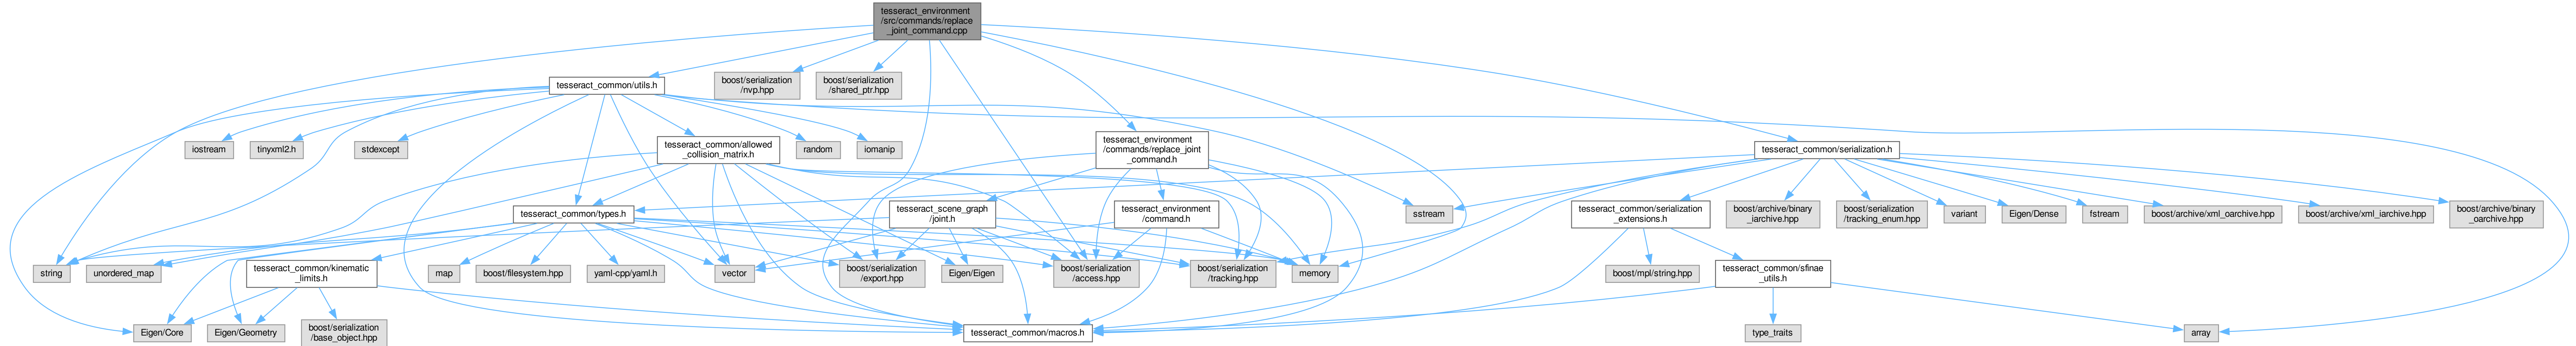 tesseract_environment
/src/commands/replace
_joint_command.cpp
tesseract_common/utils.h
boost/serialization
/nvp.hpp
boost/serialization
/shared_ptr.hpp
iostream
tinyxml2.h
stdexcept
tesseract_common/allowed
_collision_matrix.h
random
iomanip
tesseract_environment
/commands/replace_joint
_command.h
tesseract_common/serialization.h
tesseract_common/types.h
tesseract_scene_graph
/joint.h
tesseract_environment
/command.h
sstream
tesseract_common/serialization
_extensions.h
boost/archive/binary
_iarchive.hpp
boost/serialization
/tracking_enum.hpp
variant
Eigen/Dense
fstream
boost/archive/xml_oarchive.hpp
boost/archive/xml_iarchive.hpp
boost/archive/binary
_oarchive.hpp
string
unordered_map
tesseract_common/kinematic
_limits.h
map
boost/filesystem.hpp
yaml-cpp/yaml.h
vector
boost/serialization
/export.hpp
Eigen/Eigen
boost/serialization
/access.hpp
boost/serialization
/tracking.hpp
memory
boost/mpl/string.hpp
tesseract_common/sfinae
_utils.h
Eigen/Core
Eigen/Geometry
boost/serialization
/base_object.hpp
tesseract_common/macros.h
type_traits
array